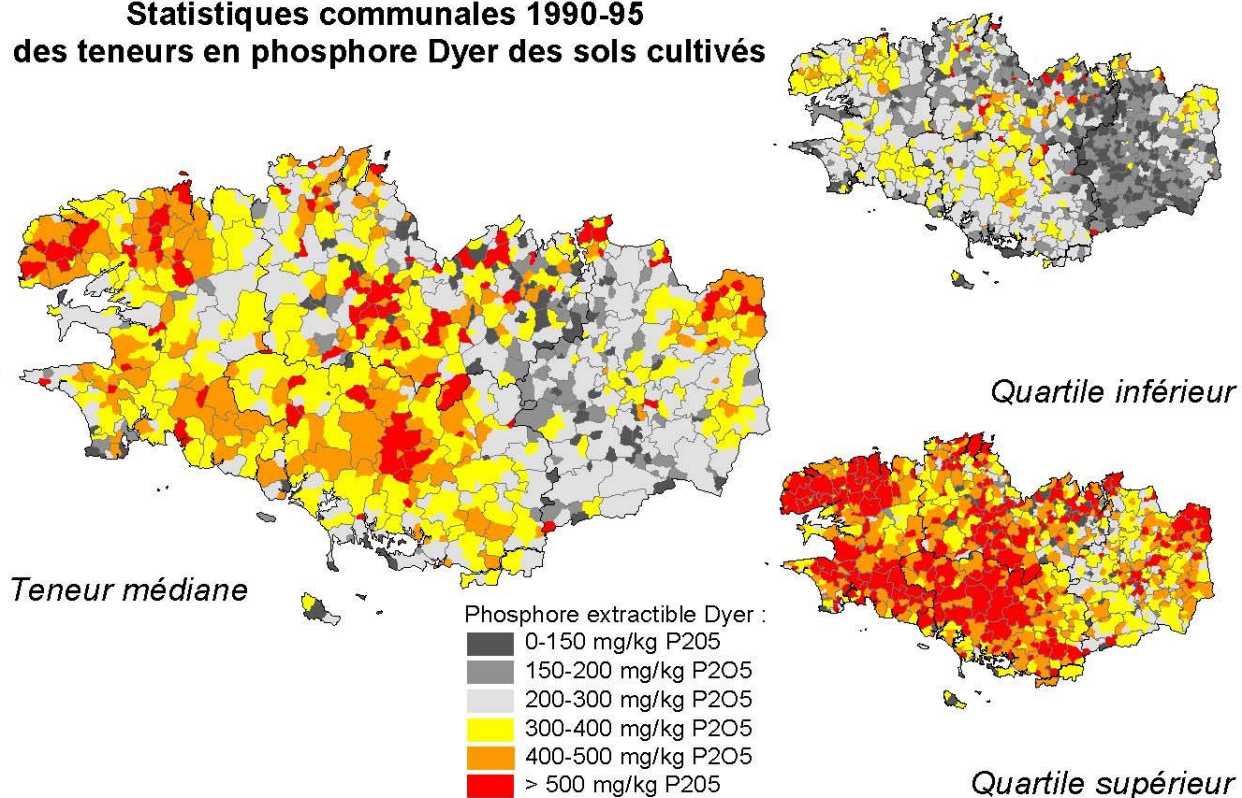 Statistiques communales 1990-95
des teneurs en phosphore Dyer des sols cultivés
Quartile inférieur
Teneur médiane
Phosphore extractible Dyer :
0-150 mg/kg P205
150-200 mg/kg P2O5
200-300 mg/kg P2O5
300-400 mg/kg P2O5
400-500 mg/kg P2O5
> 500 mg/kg P205
Quartile supérieur